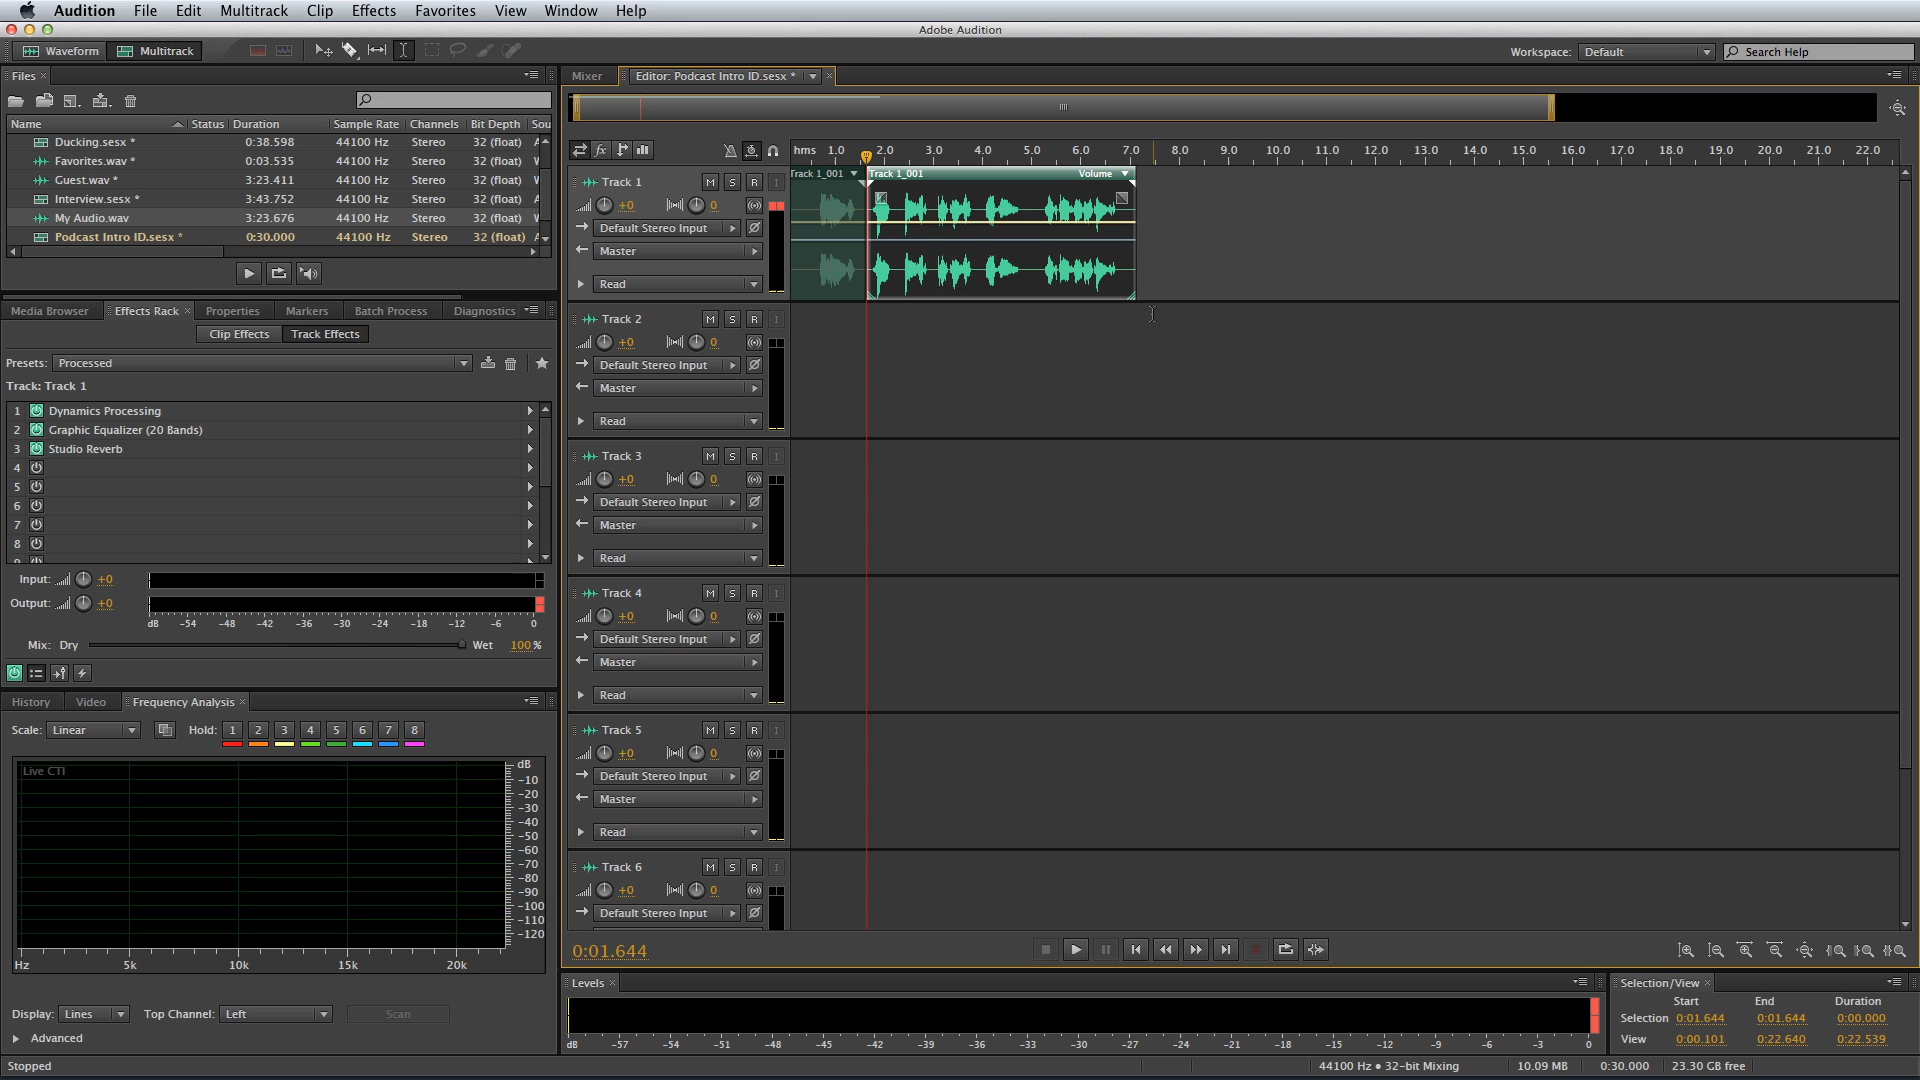 Audition File Edit Multitrack Clip Effects Favorites View Window Help
Adobe Audition
Waveform Multitrack Workspace: Default Search Help
Files × Mixer Editor: Podcast Intro ID.sesx * ×
Name Status Duration Sample Rate Channels Bit Depth Sou
Ducking.sesx * 0:38.598 44100 Hz Stereo 32 (float)
Favorites.wav * 0:03.535 44100 Hz Stereo 32 (float)
Guest.wav * 3:23.411 44100 Hz Stereo 32 (float)
Interview.sesx * 3:43.752 44100 Hz Stereo 32 (float)
My Audio.wav 3:23.676 44100 Hz Stereo 32 (float)
Podcast Intro ID.sesx * 0:30.000 44100 Hz Stereo 32 (float)
Media Browser Effects Rack × Properties Markers Batch Process Diagnostics
Clip Effects Track Effects
Presets: Processed
Track: Track 1
1 Dynamics Processing
2 Graphic Equalizer (20 Bands)
3 Studio Reverb
4
5
6
7
8
Input: +0
Output: +0
dB -54 -48 -42 -36 -30 -24 -18 -12 -6 0
Mix: Dry Wet 100 %
History Video Frequency Analysis ×
Scale: Linear Hold: 1 2 3 4 5 6 7 8
Live CTI
dB
-10
-20
-30
-40
-50
-60
-70
-80
-90
-100
-110
-120
Hz 5k 10k 15k 20k
Display: Lines Top Channel: Left Scan
Advanced
Stopped
fx hms 1.0 2.0 3.0 4.0 5.0 6.0 7.0 8.0 9.0 10.0 11.0 12.0 13.0 14.0 15.0 16.0 17.0 18.0 19.0 20.0 21.0 22.0
Track 1 M S R I
rack 1_001 Track 1_001 Volume
+0 0
Default Stereo Input
Master
Read
Track 2 M S R I
+0 0
Default Stereo Input
Master
Read
Track 3 M S R I
+0 0
Default Stereo Input
Master
Read
Track 4 M S R I
+0 0
Default Stereo Input
Master
Read
Track 5 M S R I
+0 0
Default Stereo Input
Master
Read
Track 6 M S R I
+0 0
Default Stereo Input
0:01.644
Levels ×
dB -57 -54 -51 -48 -45 -42 -39 -36 -33 -30 -27 -24 -21 -18 -15 -12 -9 -6 -3 0
Selection/View ×
Start End Duration
Selection 0:01.644 0:01.644 0:00.000
View 0:00.101 0:22.640 0:22.539
44100 Hz ● 32-bit Mixing 10.09 MB 0:30.000 23.30 GB free